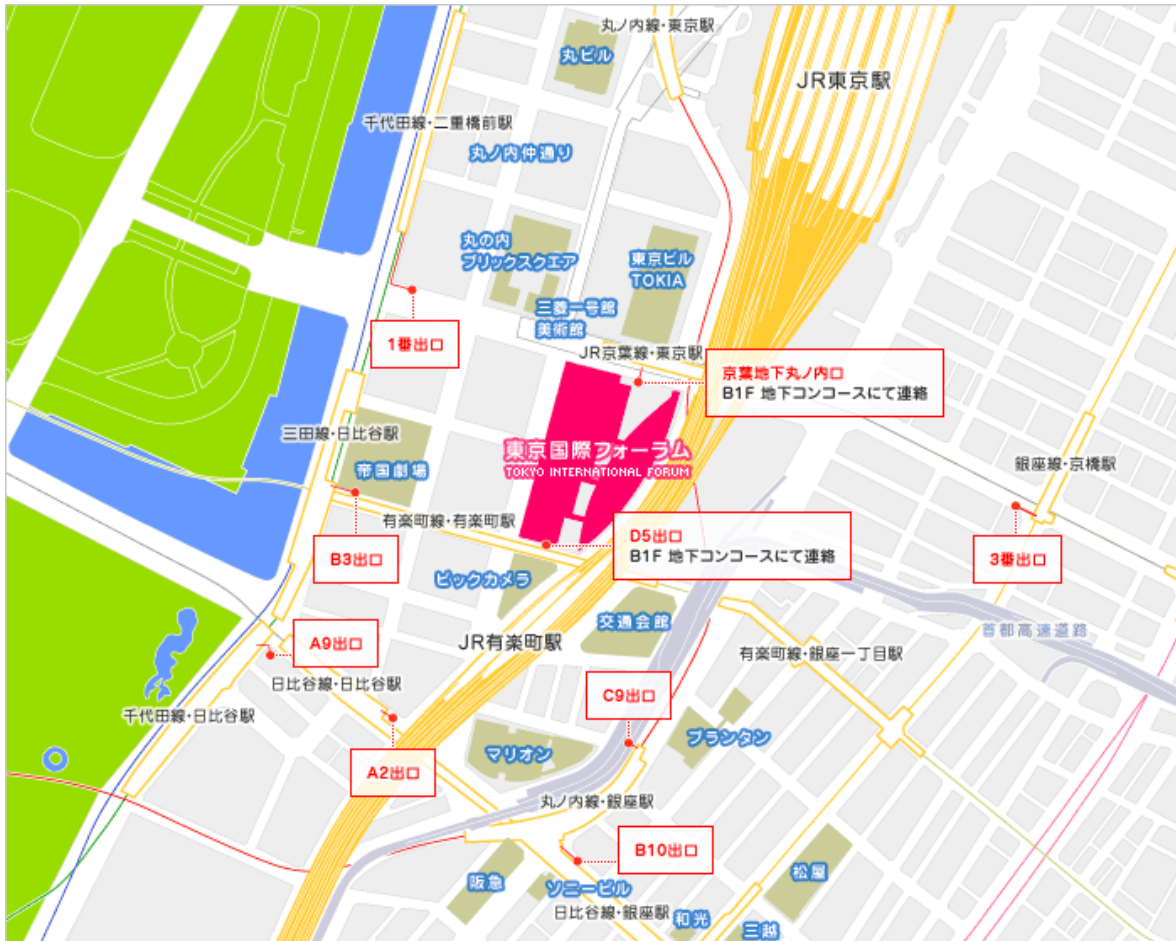 丸ノ内線・東京駅
丸ビル
JR東京駅
千代田線・二重橋前駅
丸ノ内仲通り
丸の内
ブリックスクエア
東京ビル
TOKIA
三菱一号館
美術館
1番出口
JR京葉線・東京駅
京葉地下丸ノ内口
B1F 地下コンコースにて連絡
三田線・日比谷駅
帝国劇場
東京国際フォーラム
TOKYO INTERNATIONAL FORUM
銀座線・京橋駅
有楽町線・有楽町駅
D5出口
B1F 地下コンコースにて連絡
B3出口
3番出口
ビックカメラ
交通会館
首都高速道路
A9出口
JR有楽町駅
有楽町線・銀座一丁目駅
日比谷線・日比谷駅
C9出口
千代田線・日比谷駅
プランタン
マリオン
A2出口
丸ノ内線・銀座駅
B10出口
松屋
阪急
ソニービル
日比谷線・銀座駅
和光
三越